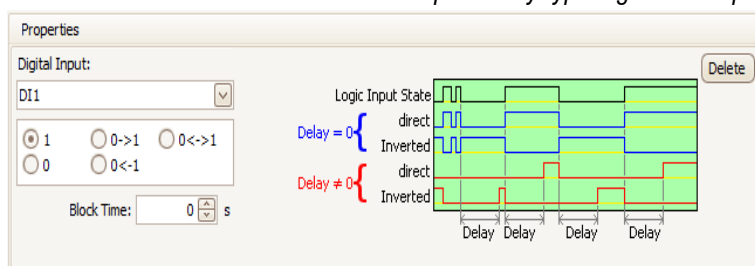 Properties
Digital Input:
DI1
1 0->1 0<->1
0 0<-1
Block Time: 0 s
Delete
Logic Input State
Delay = 0{ direct
Inverted
Delay ≠ 0{ direct
Inverted
Delay Delay Delay Delay